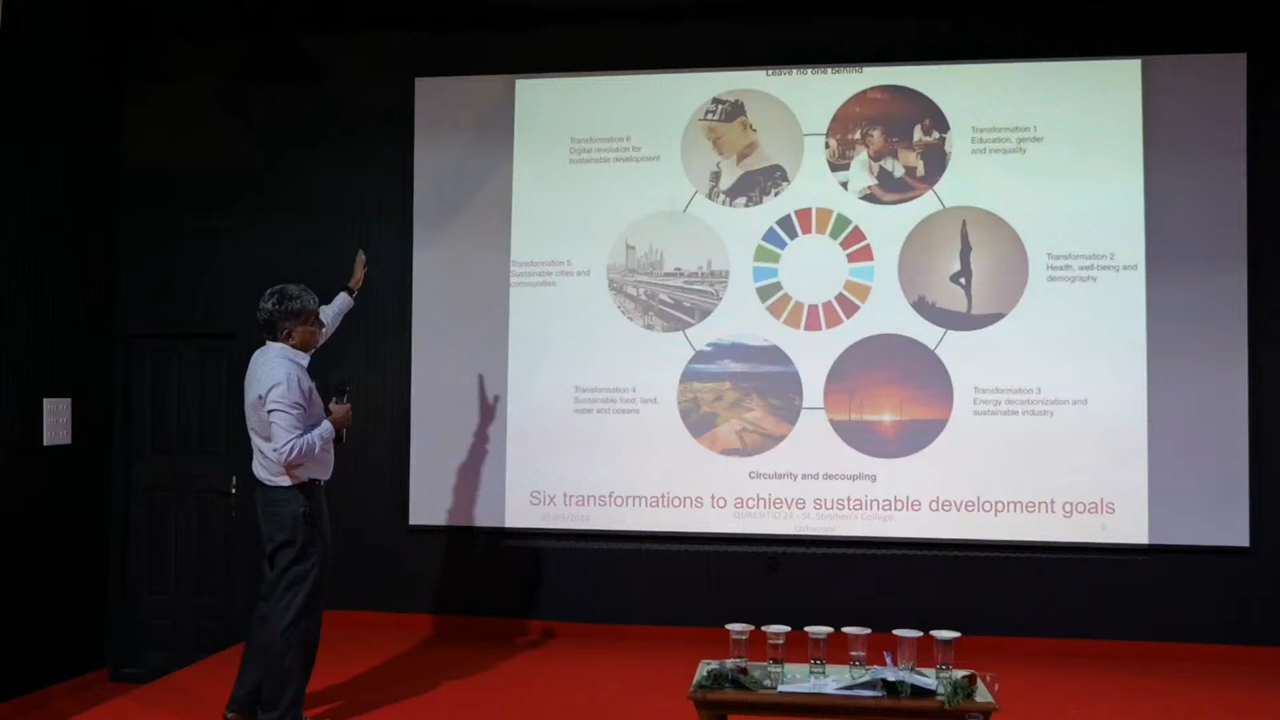 Leave no one behind
Transformation 6
Digital revolution for
sustainable development
Transformation 1
Education, gender
and inequality
Transformation 5
Sustainable cities and
communities
Transformation 2
Health, well-being and
demography
Transformation 4
Sustainable food, land,
water and oceans
Transformation 3
Energy decarbonization and
sustainable industry
Circularity and decoupling
Six transformations to achieve sustainable development goals
24 - St. Stephen's College
6